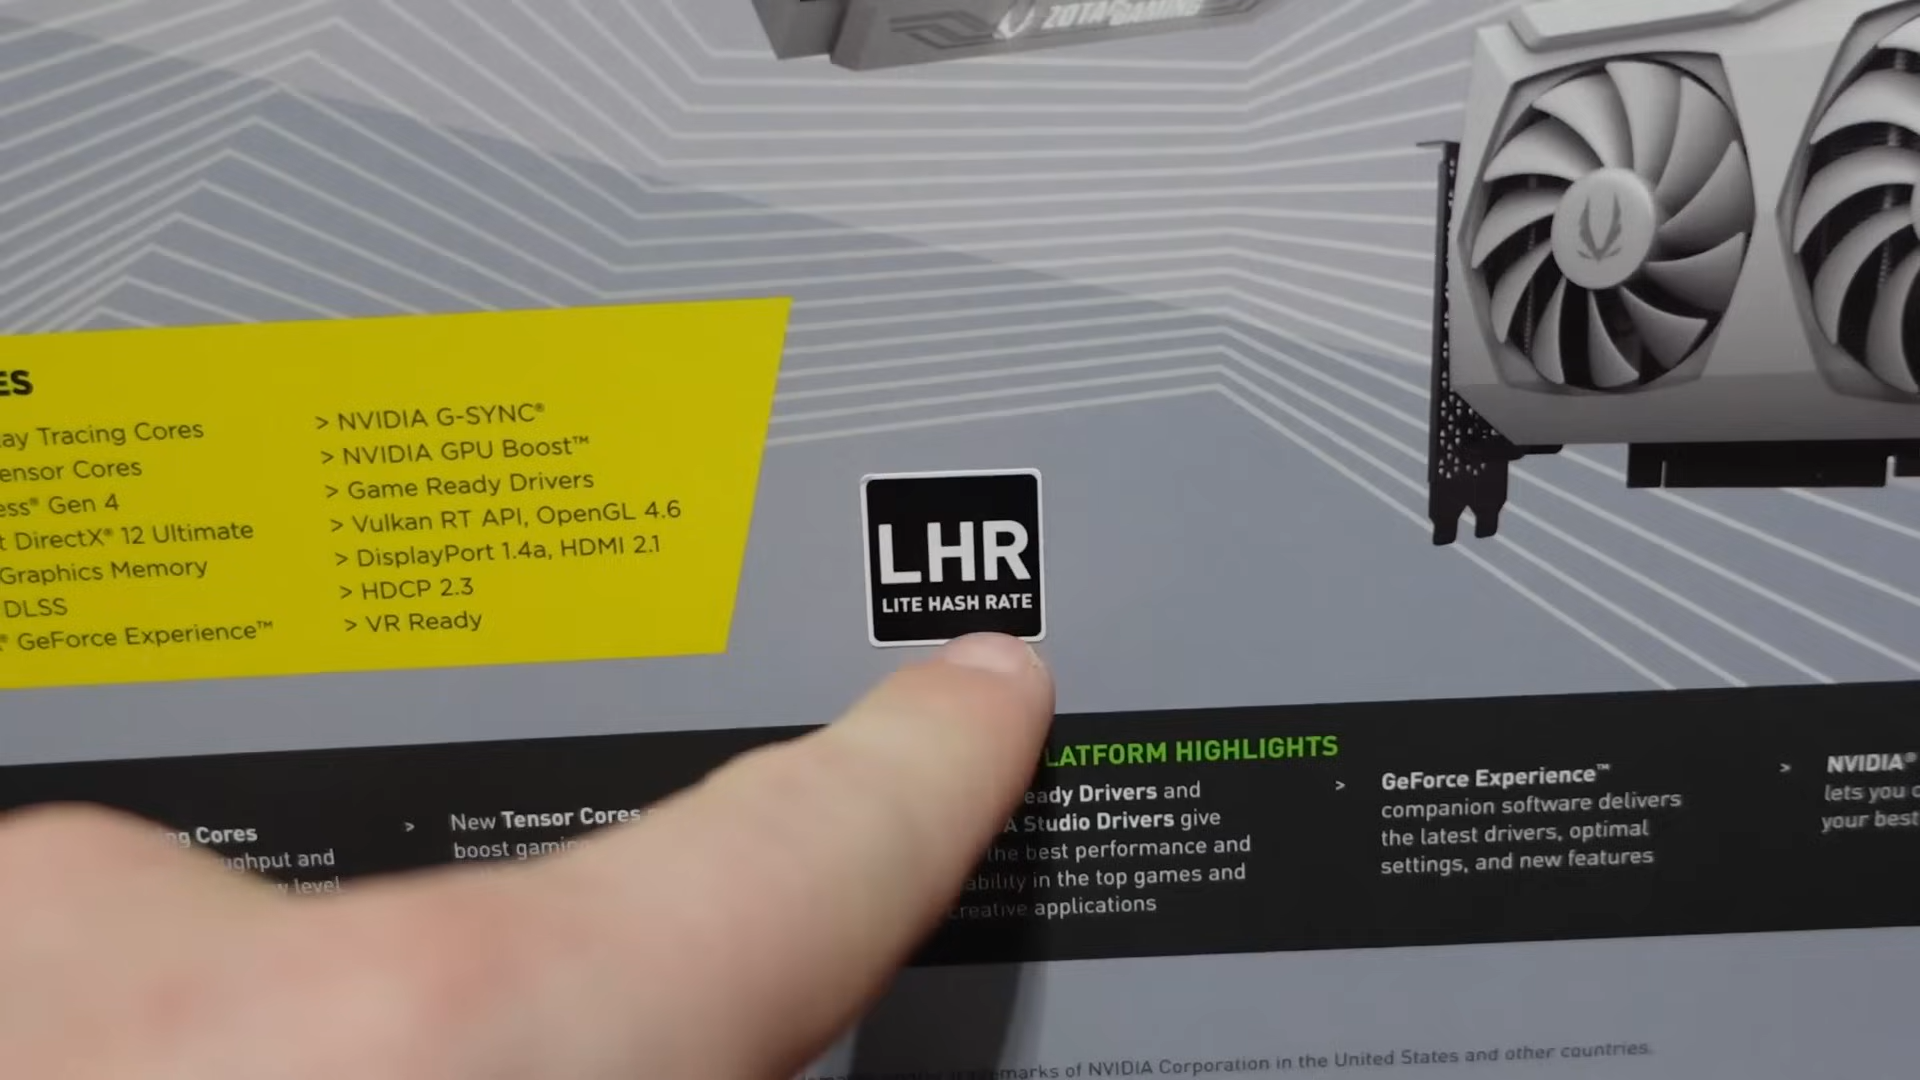 ZOTAC GAMING
ES
ay Tracing Cores
ensor Cores
ess® Gen 4
t DirectX® 12 Ultimate
Graphics Memory
DLSS
® GeForce Experience™
> NVIDIA G-SYNC®
> NVIDIA GPU Boost™
> Game Ready Drivers
> Vulkan RT API, OpenGL 4.6
> DisplayPort 1.4a, HDMI 2.1
> HDCP 2.3
> VR Ready
LHR
LITE HASH RATE
ng Cores
ughput and
level
> New Tensor Cores
boost gaming
LATFORM HIGHLIGHTS
eady Drivers and
A Studio Drivers give
the best performance and
ability in the top games and
creative applications
> GeForce Experience™
companion software delivers
the latest drivers, optimal
settings, and new features
> NVIDIA®
lets you
your best
marks of NVIDIA Corporation in the United States and other countries.